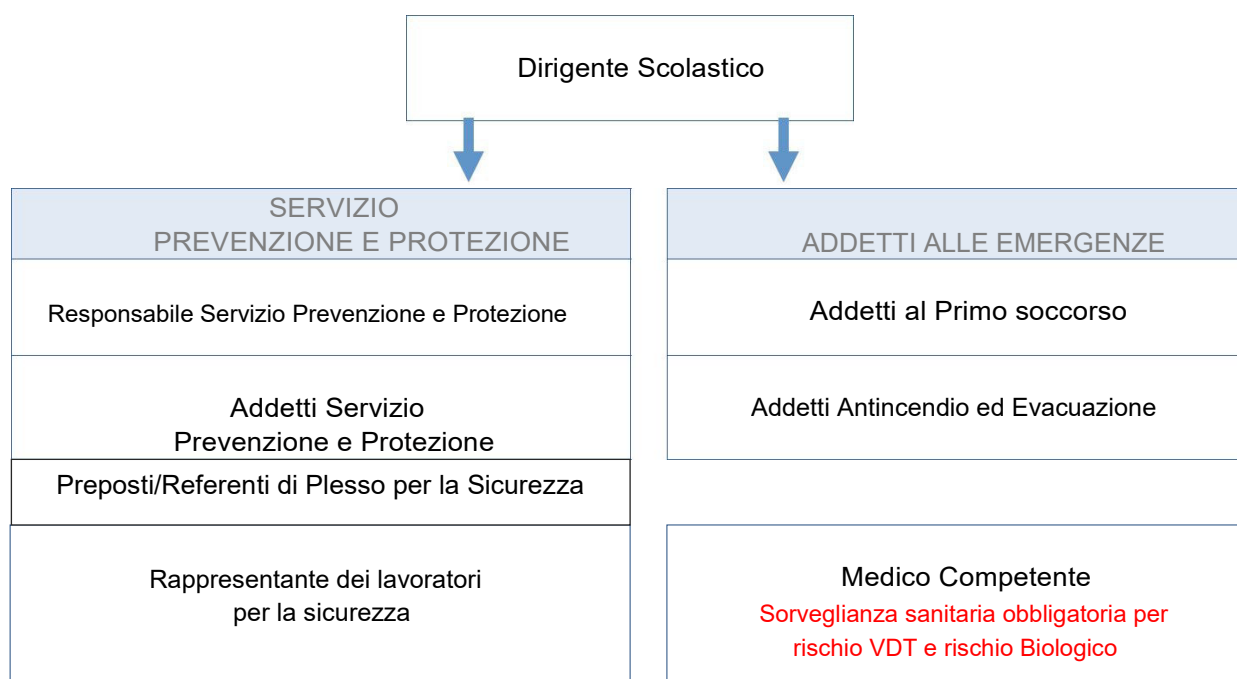 Dirigente Scolastico
SERVIZIO
PREVENZIONE E PROTEZIONE
Responsabile Servizio Prevenzione e Protezione
Addetti Servizio
Prevenzione e Protezione
Preposti/Referenti di Plesso per la Sicurezza
Rappresentante dei lavoratori
per la sicurezza
ADDETTI ALLE EMERGENZE
Addetti al Primo soccorso
Addetti Antincendio ed Evacuazione
Medico Competente
Sorveglianza sanitaria obbligatoria per
rischio VDT e rischio Biologico